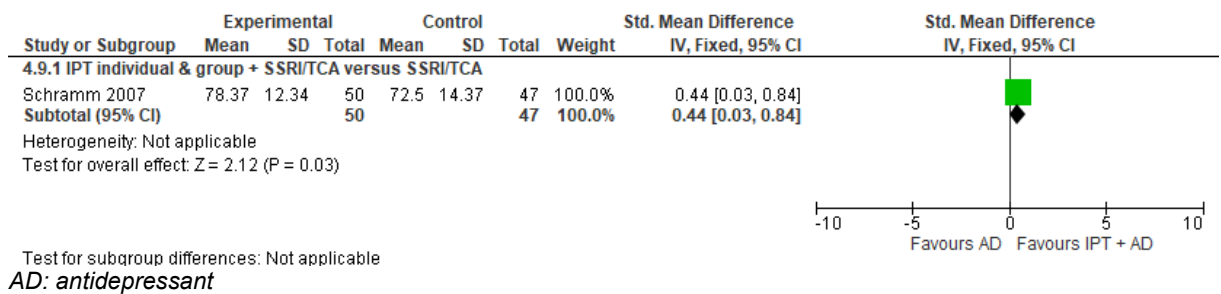 Experimental Control Std. Mean Difference Std. Mean Difference
Study or Subgroup Mean SD Total Mean SD Total Weight IV, Fixed, 95% CI IV, Fixed, 95% CI
4.9.1 IPT individual & group + SSRI/TCA versus SSRI/TCA
Schramm 2007 78.37 12.34 50 72.5 14.37 47 100.0% 0.44 [0.03, 0.84]
Subtotal (95% CI) 50 47 100.0% 0.44 [0.03, 0.84]
Heterogeneity: Not applicable
Test for overall effect: Z = 2.12 (P = 0.03)
-10 -5 0 5 10
Favours AD Favours IPT + AD
Test for subgroup differences: Not applicable
AD: antidepressant